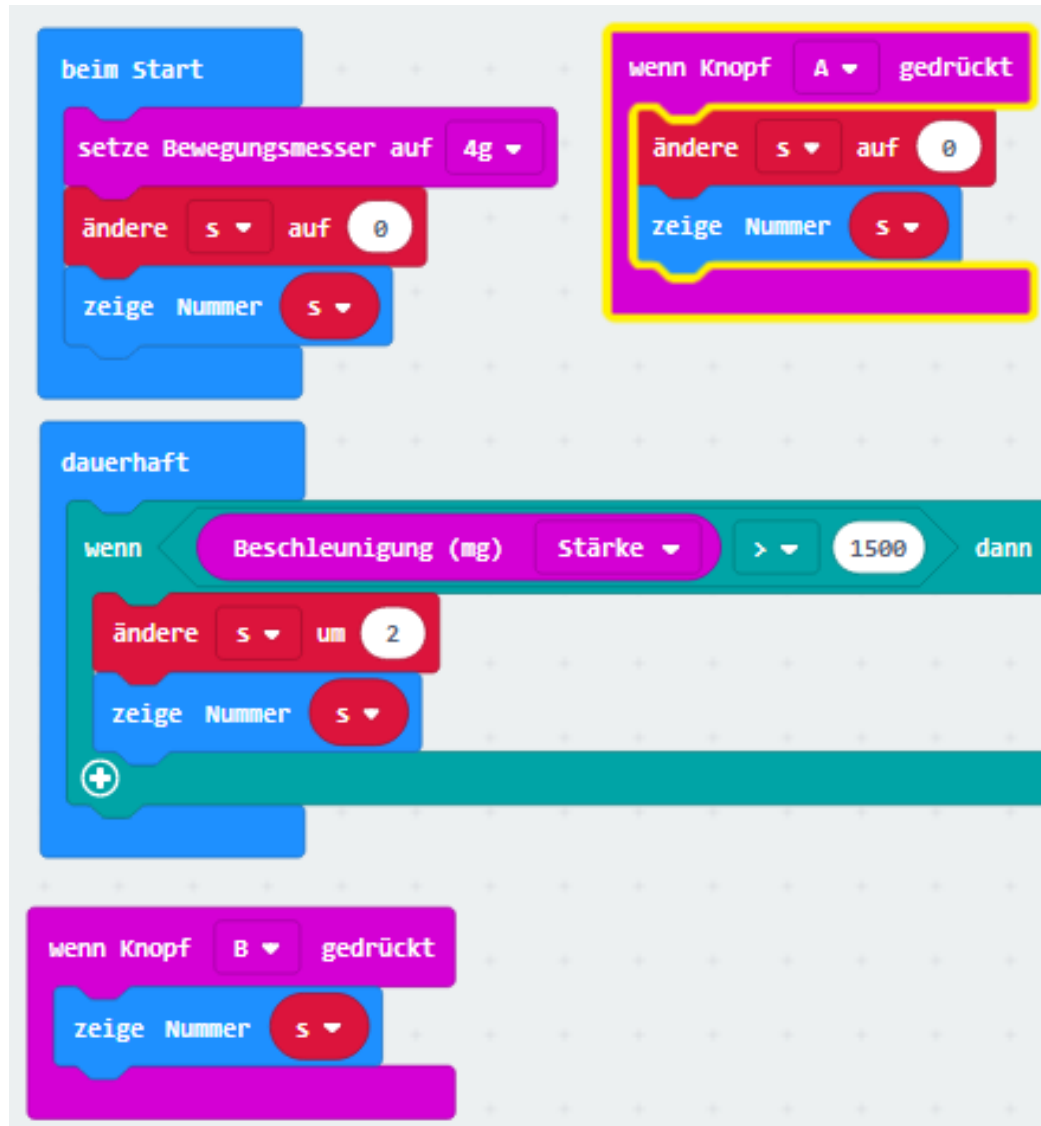 beim Start
setze Bewegungsmesser auf 4g
ändere s auf 0
zeige Nummer s
wenn Knopf A gedrückt
ändere s auf 0
zeige Nummer s
dauerhaft
wenn Beschleunigung (mg) Stärke > 1500 dann
ändere s um 2
zeige Nummer s
wenn Knopf B gedrückt
zeige Nummer s